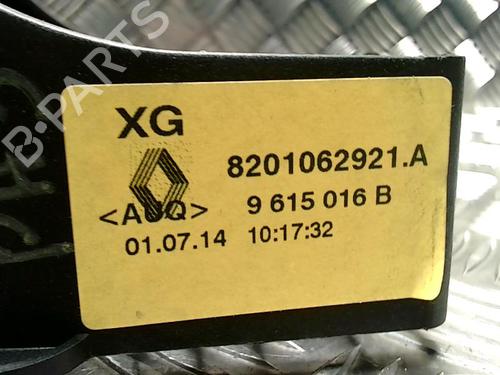 B-PARTS
XG
8201062921.A
<AUQ> 9 615 016 B
01.07.14 10:17:32